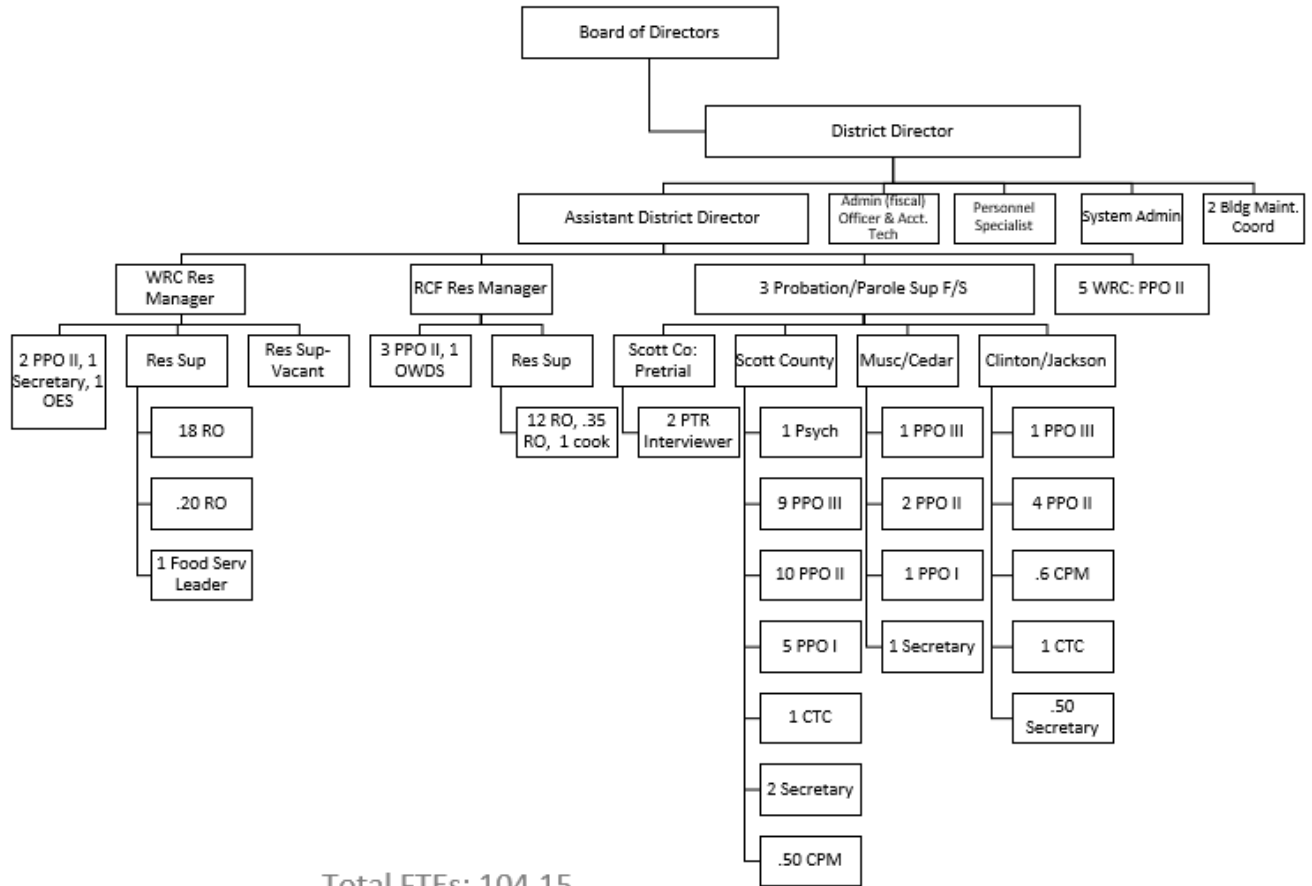 Board of Directors
District Director
Assistant District Director
Admin (fiscal)
Officer & Acct.
Tech
Personnel
Specialist
System Admin
2 Bldg Maint.
Coord
WRC Res
Manager
RCF Res Manager
3 Probation/Parole Sup F/S
5 WRC: PPO II
2 PPO II, 1
Secretary, 1
OES
Res Sup
Res Sup-
Vacant
3 PPO II, 1
OWDS
Res Sup
Scott Co:
Pretrial
Scott County
Musc/Cedar
Clinton/Jackson
18 RO
.20 RO
1 Food Serv
Leader
12 RO, .35
RO, 1 cook
2 PTR
Interviewer
1 Psych
9 PPO III
10 PPO II
5 PPO I
1 CTC
2 Secretary
.50 CPM
1 PPO III
2 PPO II
1 PPO I
1 Secretary
1 PPO III
4 PPO II
.6 CPM
1 CTC
.50
Secretary
Total FTEs: 104.15